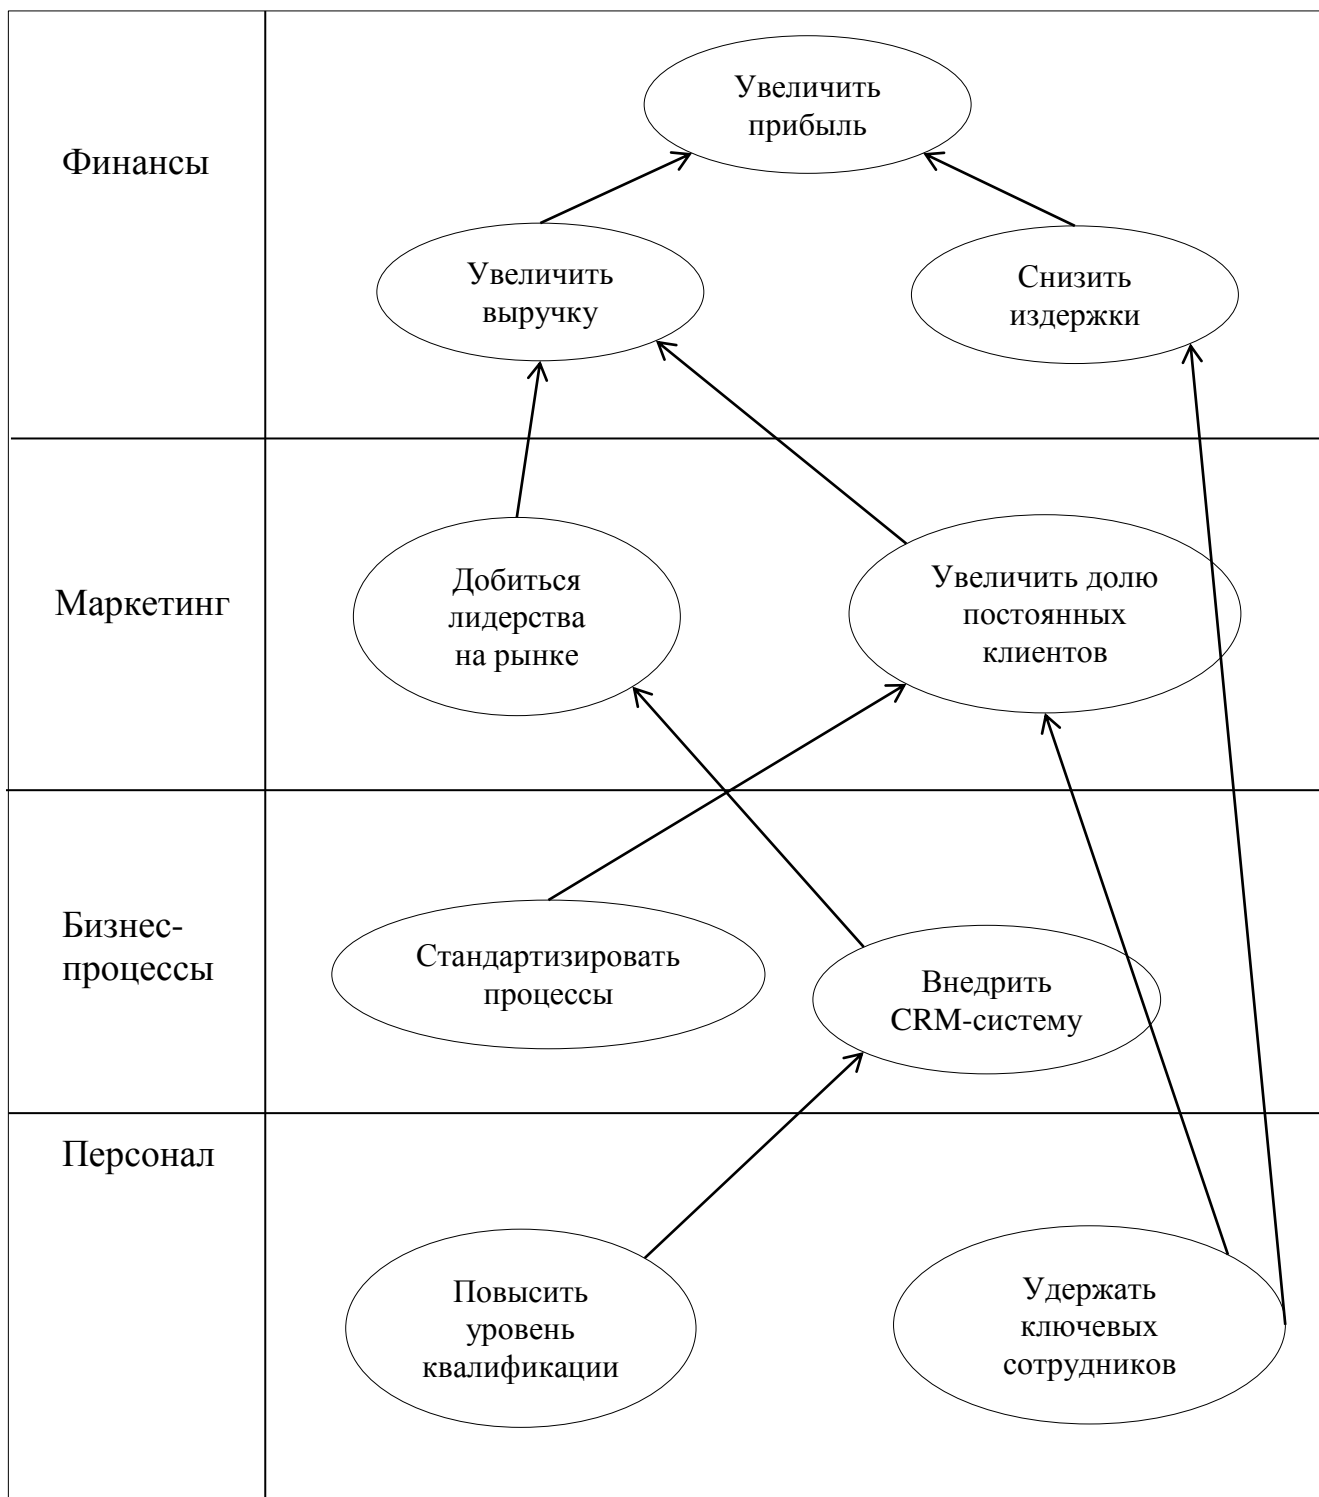 Увеличить
прибыль
Финансы
Увеличить
выручку
Снизить
издержки
Маркетинг
Добиться
лидерства
на рынке
Увеличить долю
постоянных
клиентов
Бизнес-
процессы
Стандартизировать
процессы
Внедрить
CRM-систему
Персонал
Повысить
уровень
квалификации
Удержать
ключевых
сотрудников